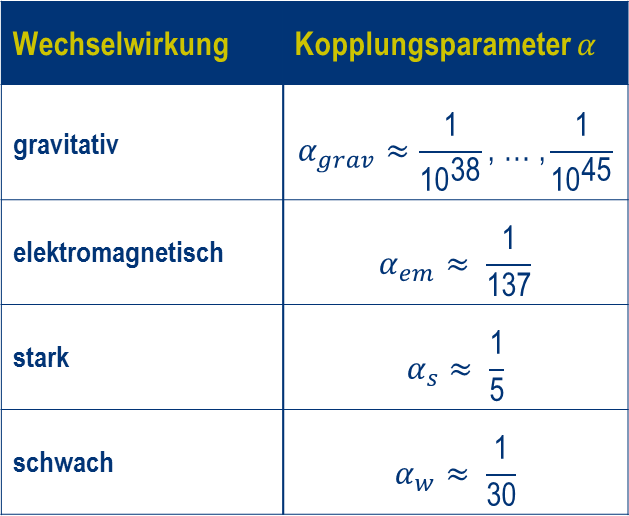 Wechselwirkung Kopplungsparameter α
gravitativ α_grav ≈ 1/10^38 , … , 1/10^45
elektromagnetisch α_em ≈ 1/137
stark α_s ≈ 1/5
schwach α_w ≈ 1/30